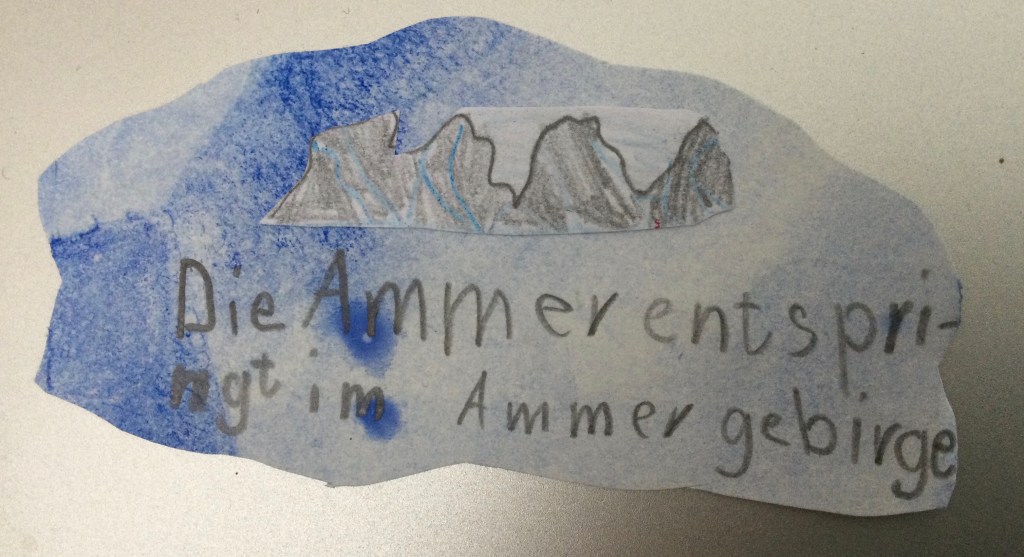 Die Ammer entspri-
ngt im Ammergebirge